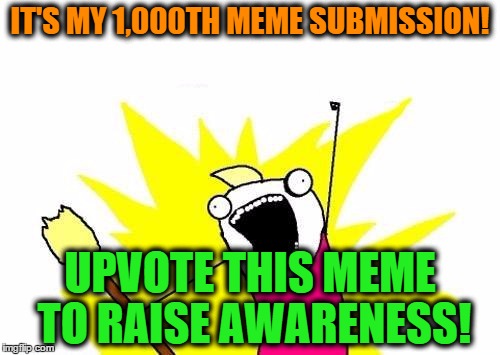 IT'S MY 1,000TH MEME SUBMISSION!
UPVOTE THIS MEME
TO RAISE AWARENESS!
imgflip.com